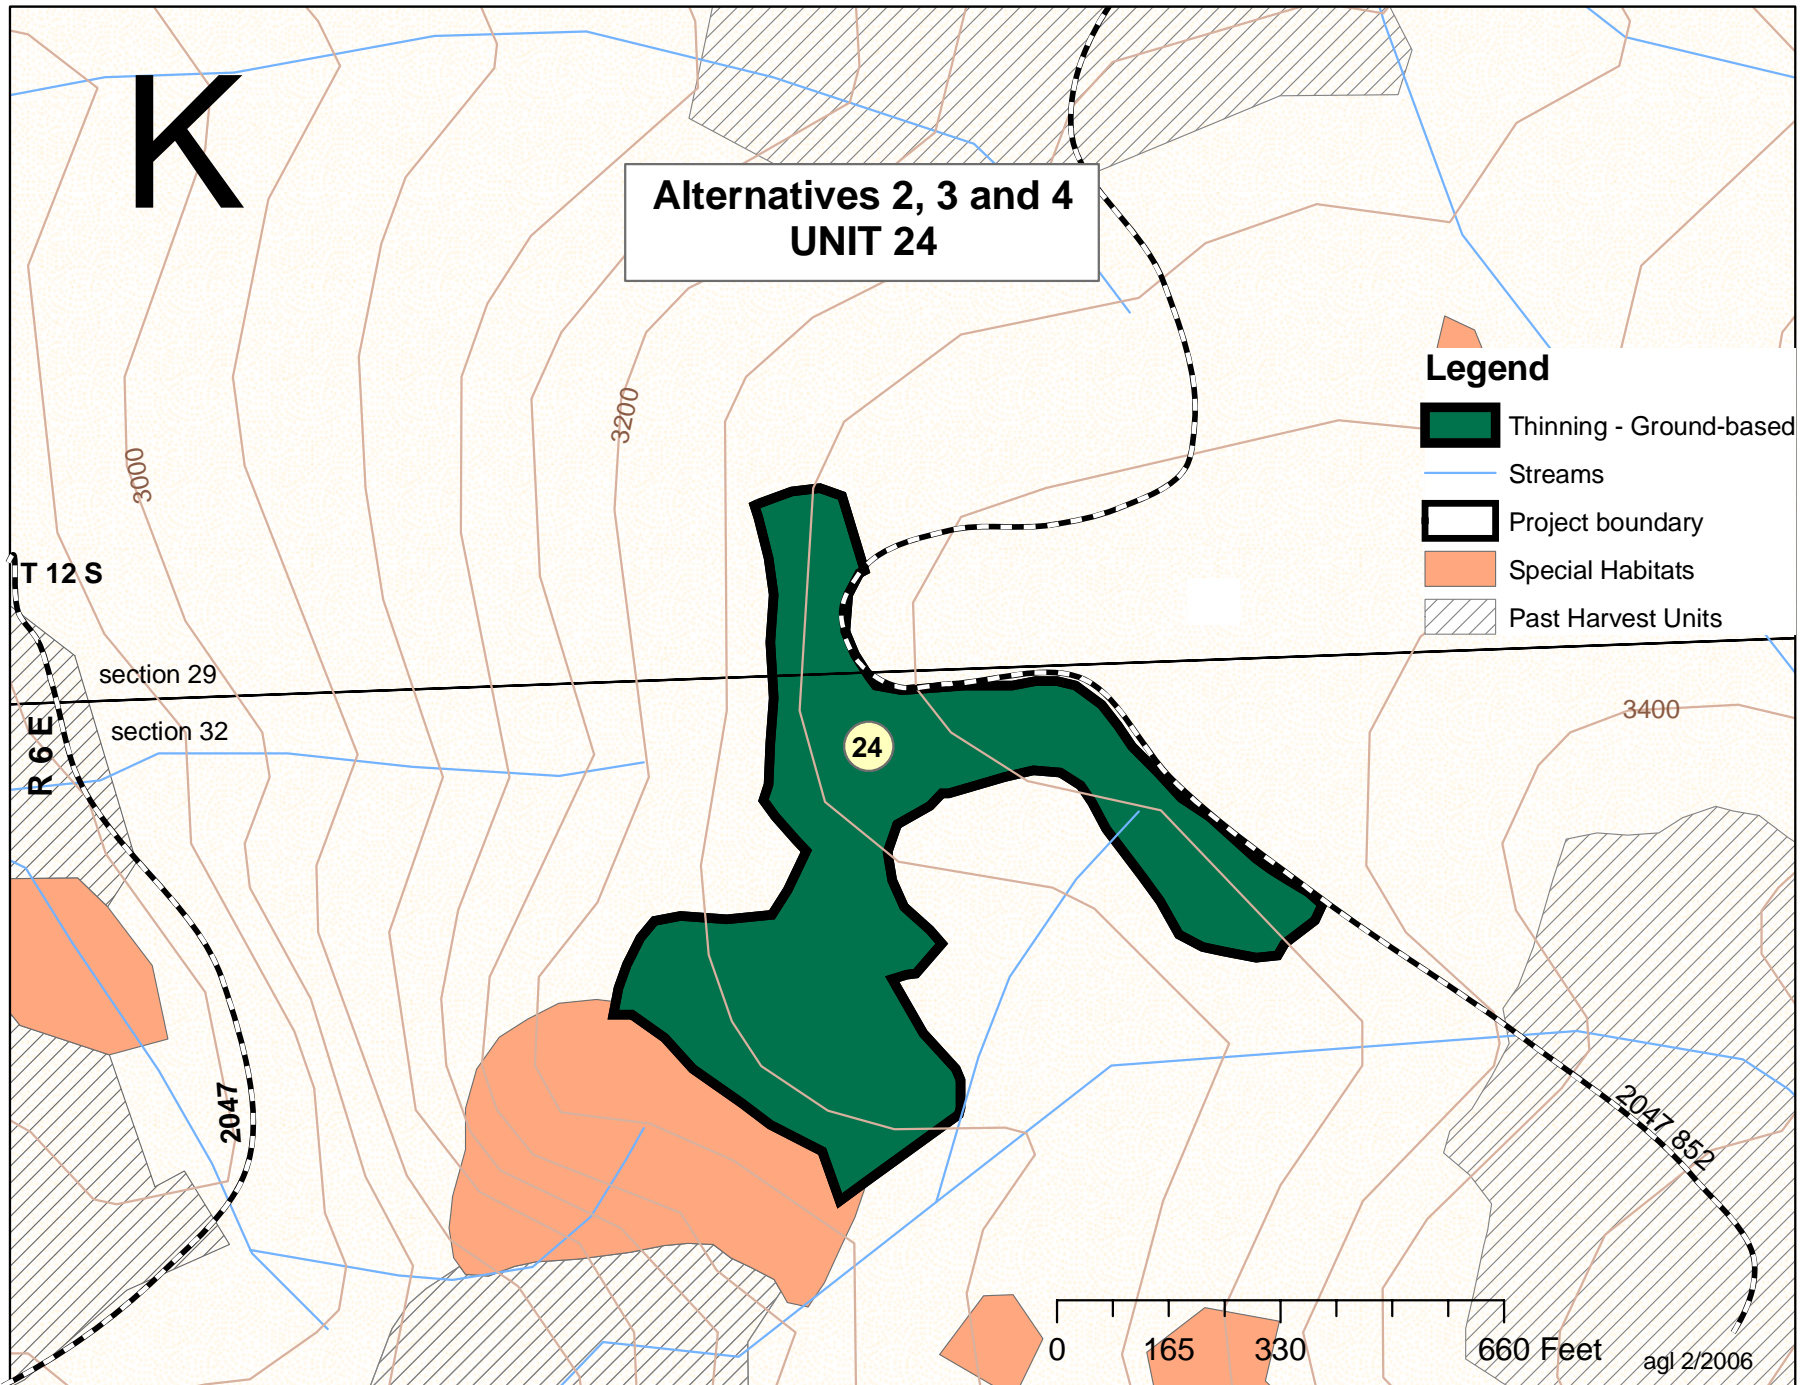 K
Alternatives 2, 3 and 4
UNIT 24
3200
3000
Legend
Thinning - Ground-based
Streams
Project boundary
Special Habitats
Past Harvest Units
T 12 S
section 29
section 32
R 6 E
24
3400
2047
2047 852
0 165 330 660 Feet
agl 2/2006